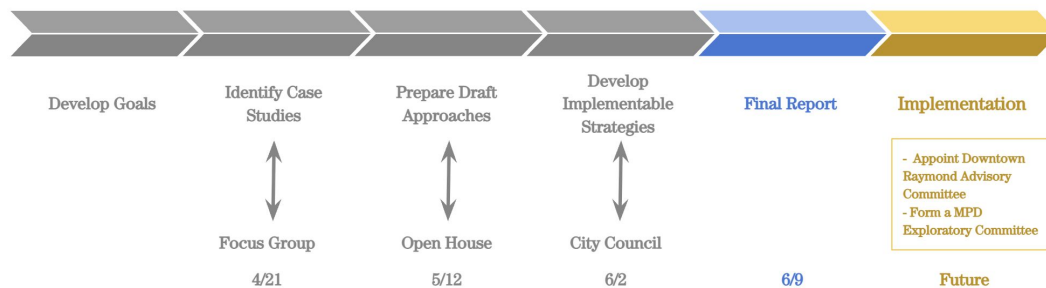 Develop Goals
Identify Case
Studies
Prepare Draft
Approaches
Develop
Implementable
Strategies
Final Report
Implementation
- Appoint Downtown
Raymond Advisory
Committee
- Form a MPD
Exploratory Committee
Focus Group
Open House
City Council
4/21
5/12
6/2
6/9
Future